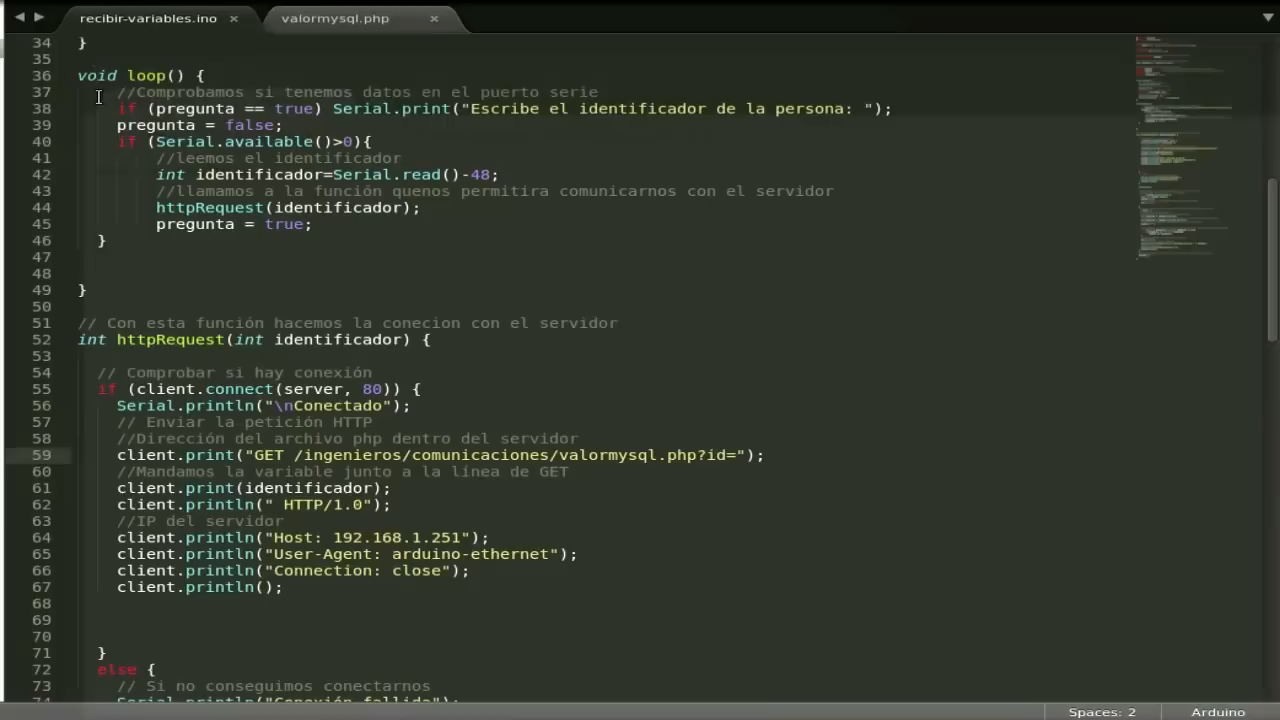 recibir-variables.ino × valormysql.php ×
34 }
35
36 void loop() {
37 //Comprobamos si tenemos datos en el puerto serie
38 if (pregunta == true) Serial.print("Escribe el identificador de la persona: ");
39 pregunta = false;
40 if (Serial.available()>0){
41 //leemos el identificador
42 int identificador=Serial.read()-48;
43 //llamamos a la función quenos permitira comunicarnos con el servidor
44 httpRequest(identificador);
45 pregunta = true;
46 }
47
48
49 }
50
51 // Con esta función hacemos la conecion con el servidor
52 int httpRequest(int identificador) {
53
54 // Comprobar si hay conexión
55 if (client.connect(server, 80)) {
56 Serial.println("\nConectado");
57 // Enviar la petición HTTP
58 //Dirección del archivo php dentro del servidor
59 client.print("GET /ingenieros/comunicaciones/valormysql.php?id=");
60 //Mandamos la variable junto a la línea de GET
61 client.print(identificador);
62 client.println(" HTTP/1.0");
63 //IP del servidor
64 client.println("Host: 192.168.1.251");
65 client.println("User-Agent: arduino-ethernet");
66 client.println("Connection: close");
67 client.println();
68
69
70
71 }
72 else {
73 // Si no conseguimos conectarnos
74 Serial.println("Conexión fallida");
Spaces: 2 Arduino